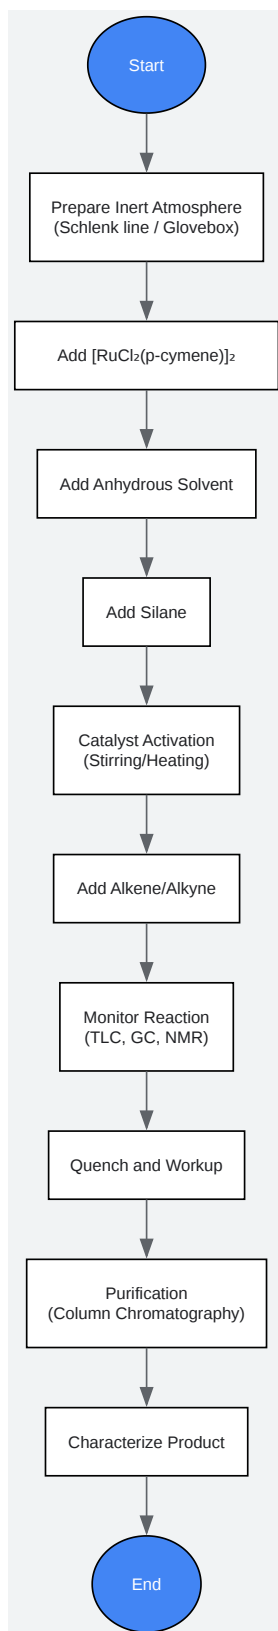 Start
Prepare Inert Atmosphere
(Schlenk line / Glovebox)
Add [RuCl₂(p-cymene)]₂
Add Anhydrous Solvent
Add Silane
Catalyst Activation
(Stirring/Heating)
Add Alkene/Alkyne
Monitor Reaction
(TLC, GC, NMR)
Quench and Workup
Purification
(Column Chromatography)
Characterize Product
End